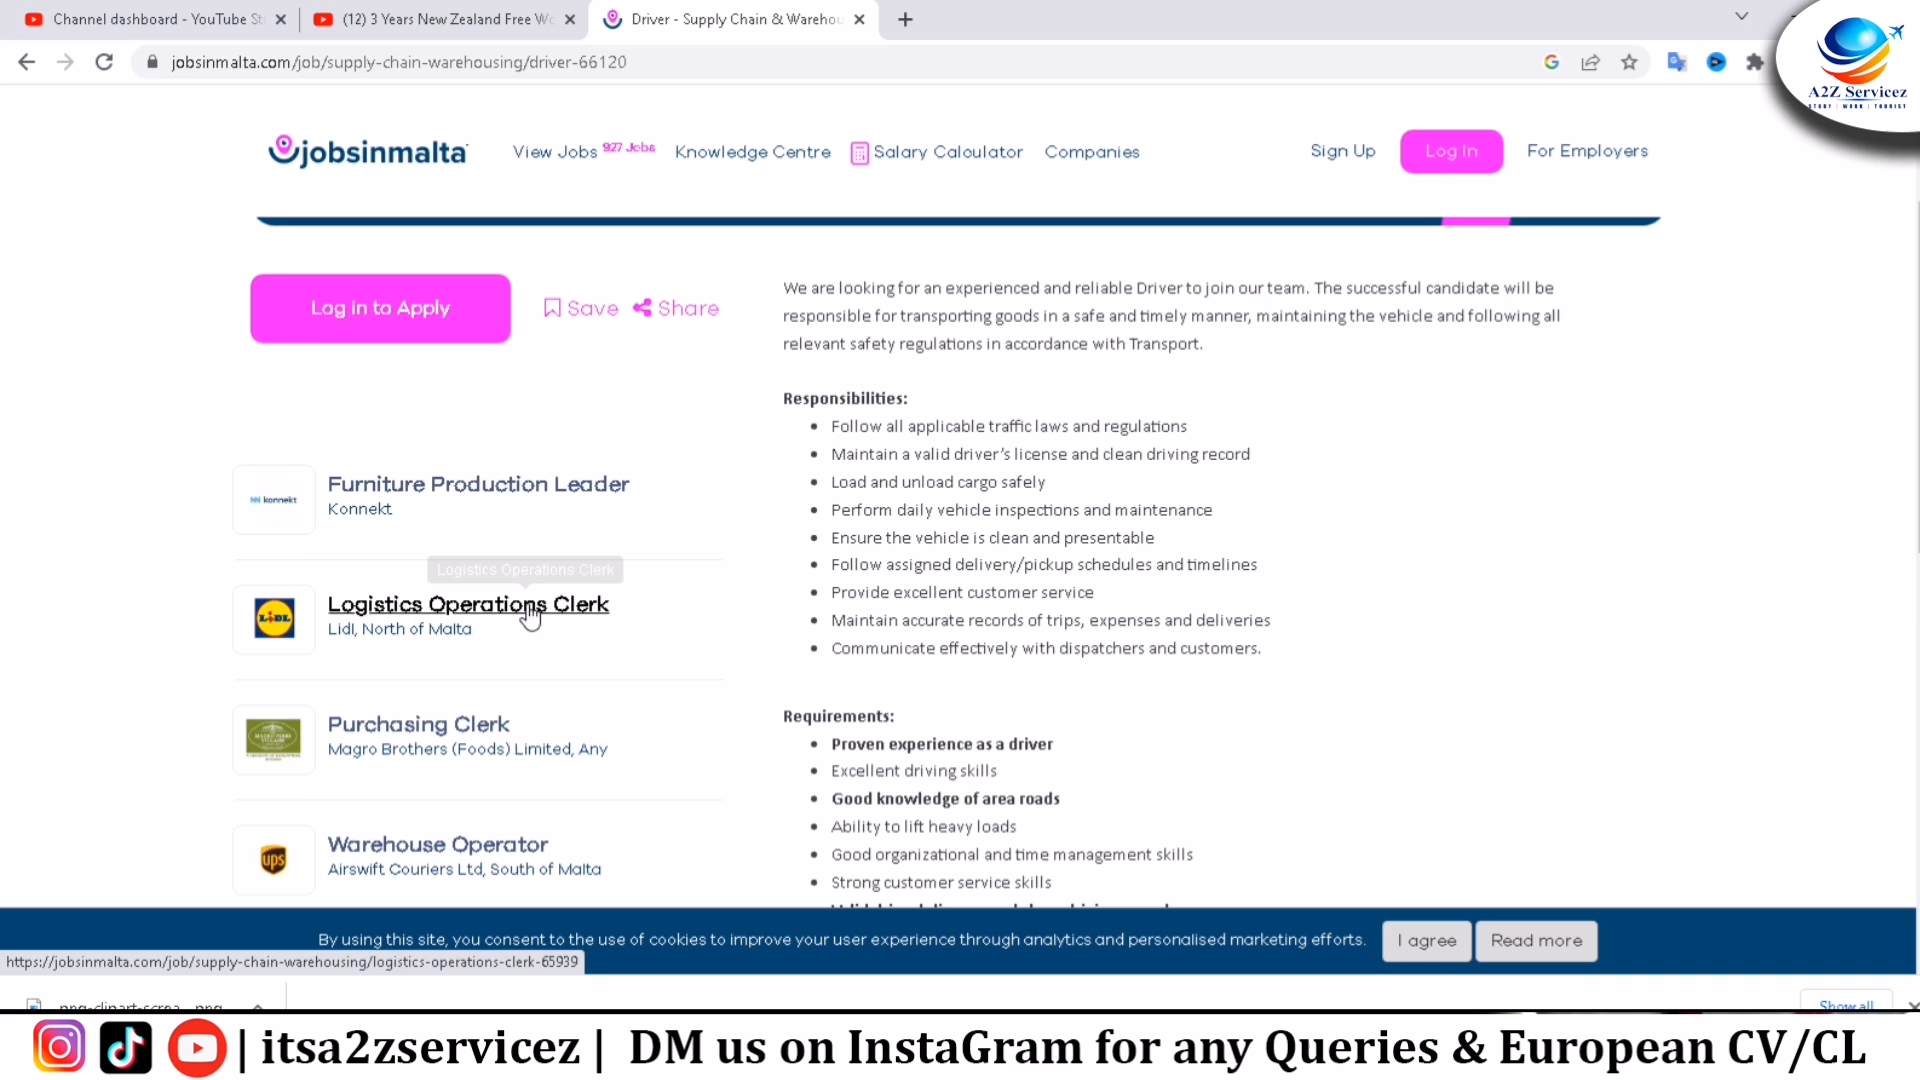 Channel dashboard - YouTube St
(12) 3 Years New Zealand Free Wo
Driver - Supply Chain & Warehou
jobsinmalta.com/job/supply-chain-warehousing/driver-66120
A2Z Servicez
STUDY | WORK | TOURIST
jobsinmalta
View Jobs 927 Jobs
Knowledge Centre
Salary Calculator
Companies
Sign Up
Log In
For Employers
Log in to Apply
Save
Share
Furniture Production Leader
Konnekt
konnekt
Logistics Operations Clerk
Logistics Operations Clerk
Lidl, North of Malta
LIDL
Purchasing Clerk
Magro Brothers (Foods) Limited, Any
Warehouse Operator
Airswift Couriers Ltd, South of Malta
ups
We are looking for an experienced and reliable Driver to join our team. The successful candidate will be
responsible for transporting goods in a safe and timely manner, maintaining the vehicle and following all
relevant safety regulations in accordance with Transport.
Responsibilities:
Follow all applicable traffic laws and regulations
Maintain a valid driver's license and clean driving record
Load and unload cargo safely
Perform daily vehicle inspections and maintenance
Ensure the vehicle is clean and presentable
Follow assigned delivery/pickup schedules and timelines
Provide excellent customer service
Maintain accurate records of trips, expenses and deliveries
Communicate effectively with dispatchers and customers.
Requirements:
Proven experience as a driver
Excellent driving skills
Good knowledge of area roads
Ability to lift heavy loads
Good organizational and time management skills
Strong customer service skills
By using this site, you consent to the use of cookies to improve your user experience through analytics and personalised marketing efforts.
I agree
Read more
https://jobsinmalta.com/job/supply-chain-warehousing/logistics-operations-clerk-65939
Show all
| itsa2zservicez | DM us on InstaGram for any Queries & European CV/CL